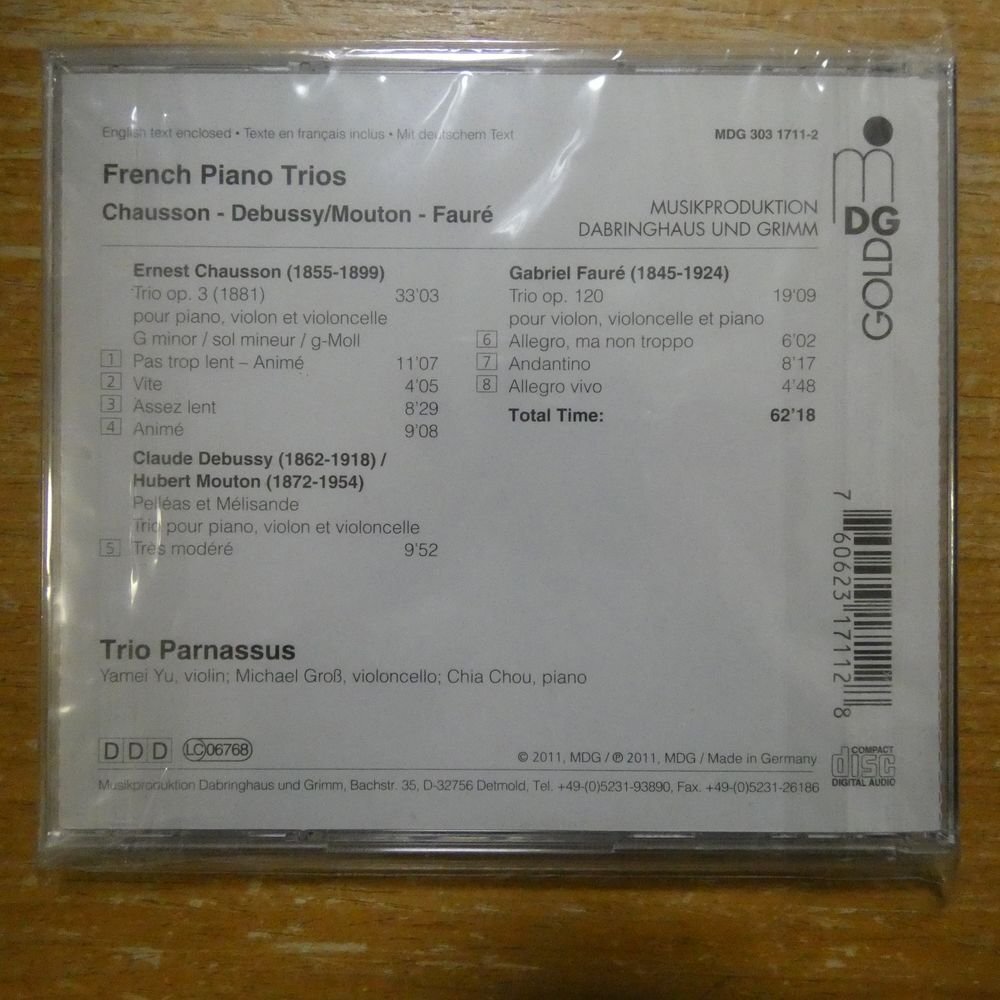 English text enclosed • Texte en français inclus • Mit deutschem Text
MDG 303 1711-2
French Piano Trios
Chausson - Debussy/Mouton - Fauré
MUSIKPRODUKTION
DABRINGHAUS UND GRIMM
DG
GOLD
Ernest Chausson (1855-1899)
Trio op. 3 (1881) 33'03
pour piano, violon et violoncelle
G minor / sol mineur / g-Moll
1 Pas trop lent – Animé 11'07
2 Vite 4'05
3 Assez lent 8'29
4 Animé 9'08
Claude Debussy (1862-1918) /
Hubert Mouton (1872-1954)
Pelléas et Mélisande
Trio pour piano, violon et violoncelle
5 Très modéré 9'52
Gabriel Fauré (1845-1924)
Trio op. 120 19'09
pour violon, violoncelle et piano
6 Allegro, ma non troppo 6'02
7 Andantino 8'17
8 Allegro vivo 4'48
Total Time: 62'18
7 60623 17112 8
Trio Parnassus
Yamei Yu, violin; Michael Groß, violoncello; Chia Chou, piano
DDD LC 06768
© 2011, MDG / ℗ 2011, MDG / Made in Germany
COMPACT
disc
DIGITAL AUDIO
Musikproduktion Dabringhaus und Grimm, Bachstr. 35, D-32756 Detmold, Tel. +49-(0)5231-93890, Fax. +49-(0)5231-26186